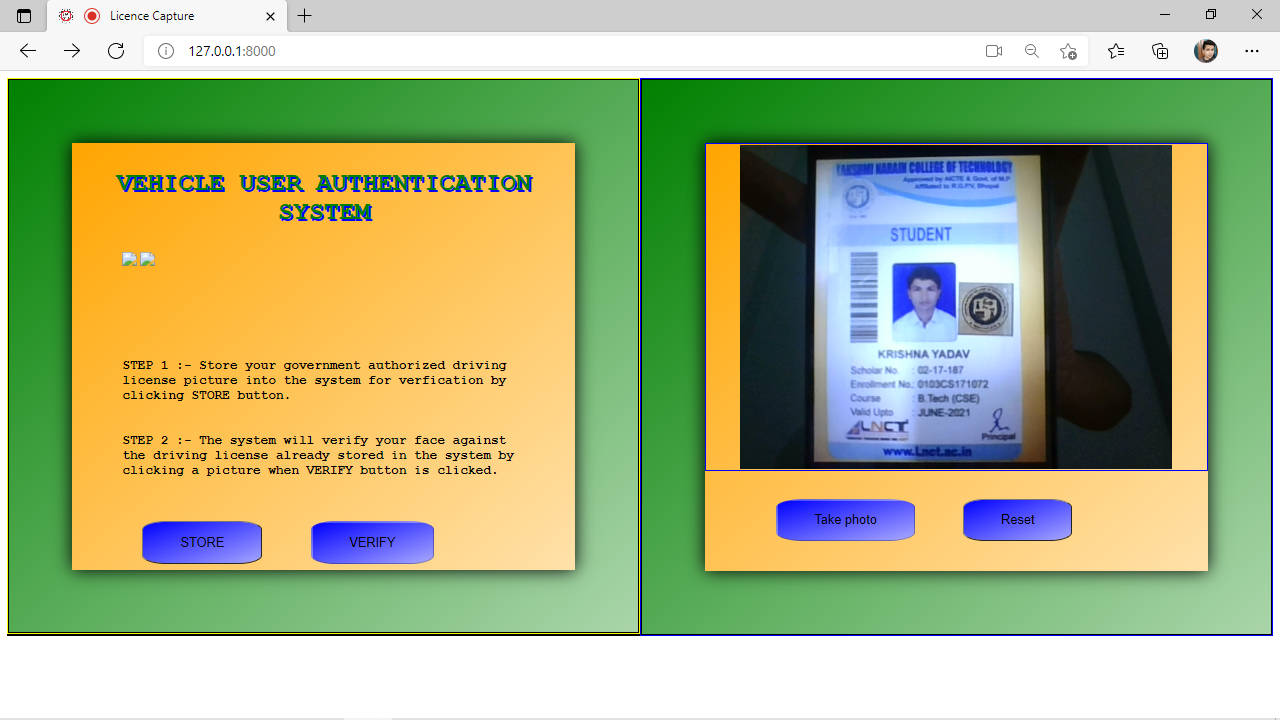 Licence Capture
127.0.0.1:8000
VEHICLE USER AUTHENTICATION
SYSTEM
STEP 1 :- Store your government authorized driving
license picture into the system for verfication by
clicking STORE button.
STEP 2 :- The system will verify your face against
the driving license already stored in the system by
clicking a picture when VERIFY button is clicked.
STORE
VERIFY
LAKSHMI NARAIN COLLEGE OF TECHNOLOGY
Approved by AICTE & Govt. of M.P
Affiliated to R.G.P.V, Bhopal
STUDENT
KRISHNA YADAV
Scholar No. : 02-17-187
Enrollment No.: 0103CS171072
Course : B.Tech (CSE)
Valid Upto : JUNE-2021
LNCT
Principal
www.Lnct.ac.in
Take photo
Reset